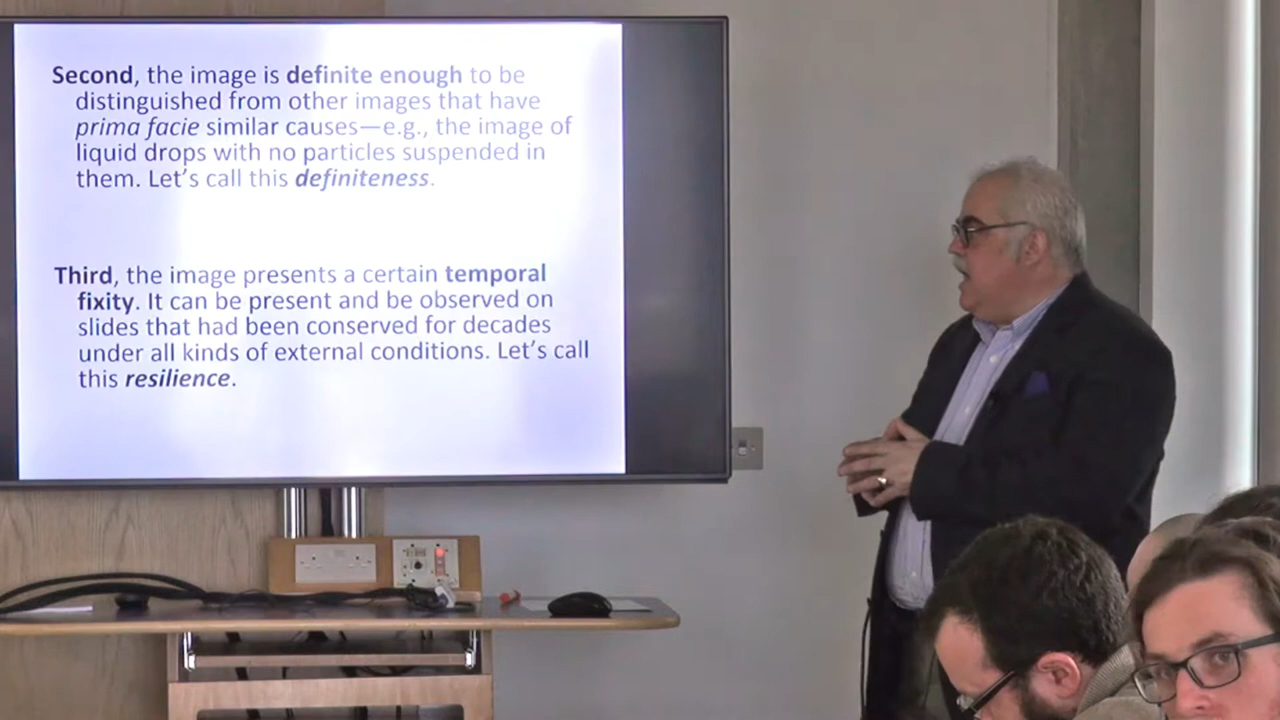 Second, the image is definite enough to be
distinguished from other images that have
prima facie similar causes—e.g., the image of
liquid drops with no particles suspended in
them. Let's call this definiteness.
Third, the image presents a certain temporal
fixity. It can be present and be observed on
slides that had been conserved for decades
under all kinds of external conditions. Let's call
this resilience.